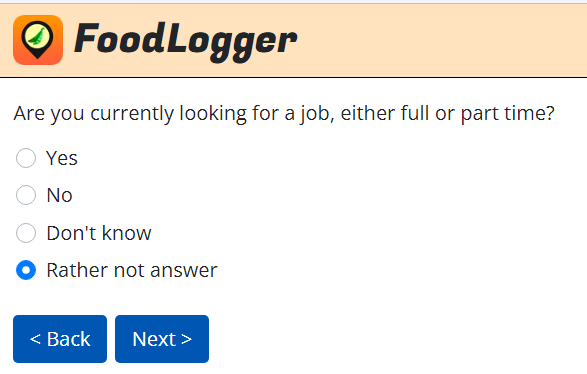 FoodLogger
Are you currently looking for a job, either full or part time?
Yes
No
Don't know
Rather not answer
< Back Next >